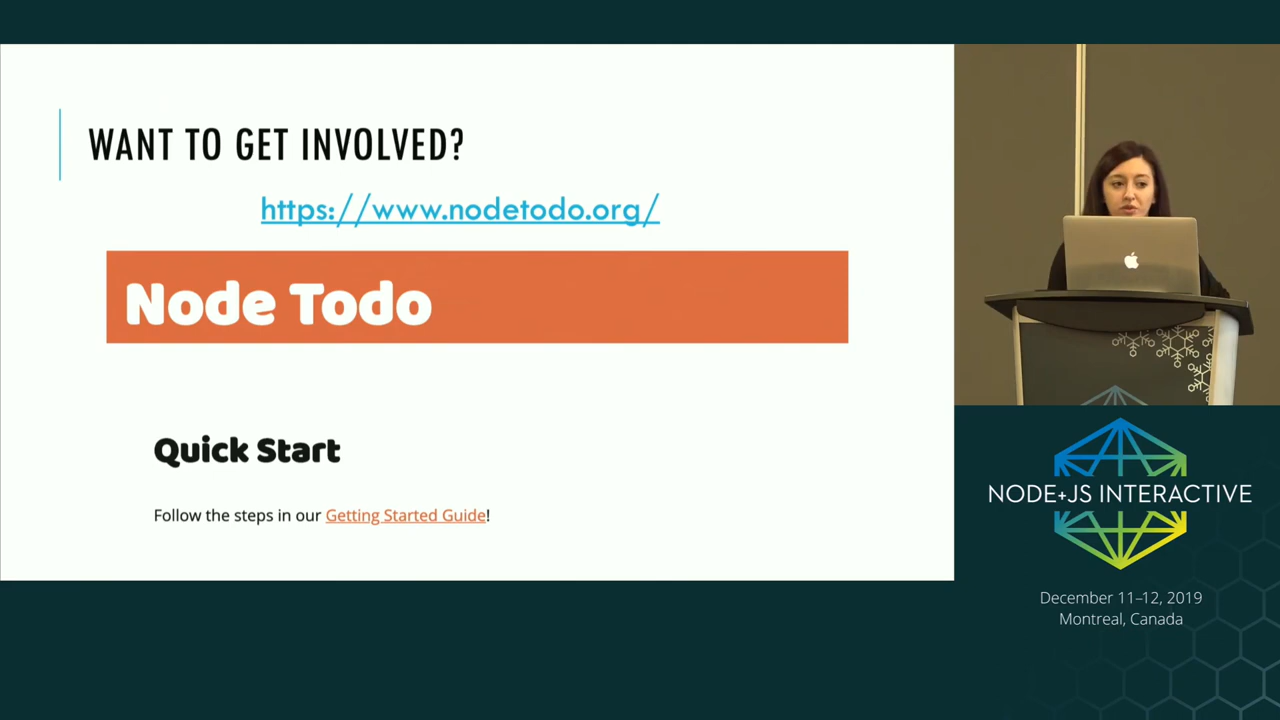 WANT TO GET INVOLVED?
https://www.nodetodo.org/
Node Todo
Quick Start
Follow the steps in our Getting Started Guide!
NODE+JS INTERACTIVE
December 11–12, 2019
Montreal, Canada